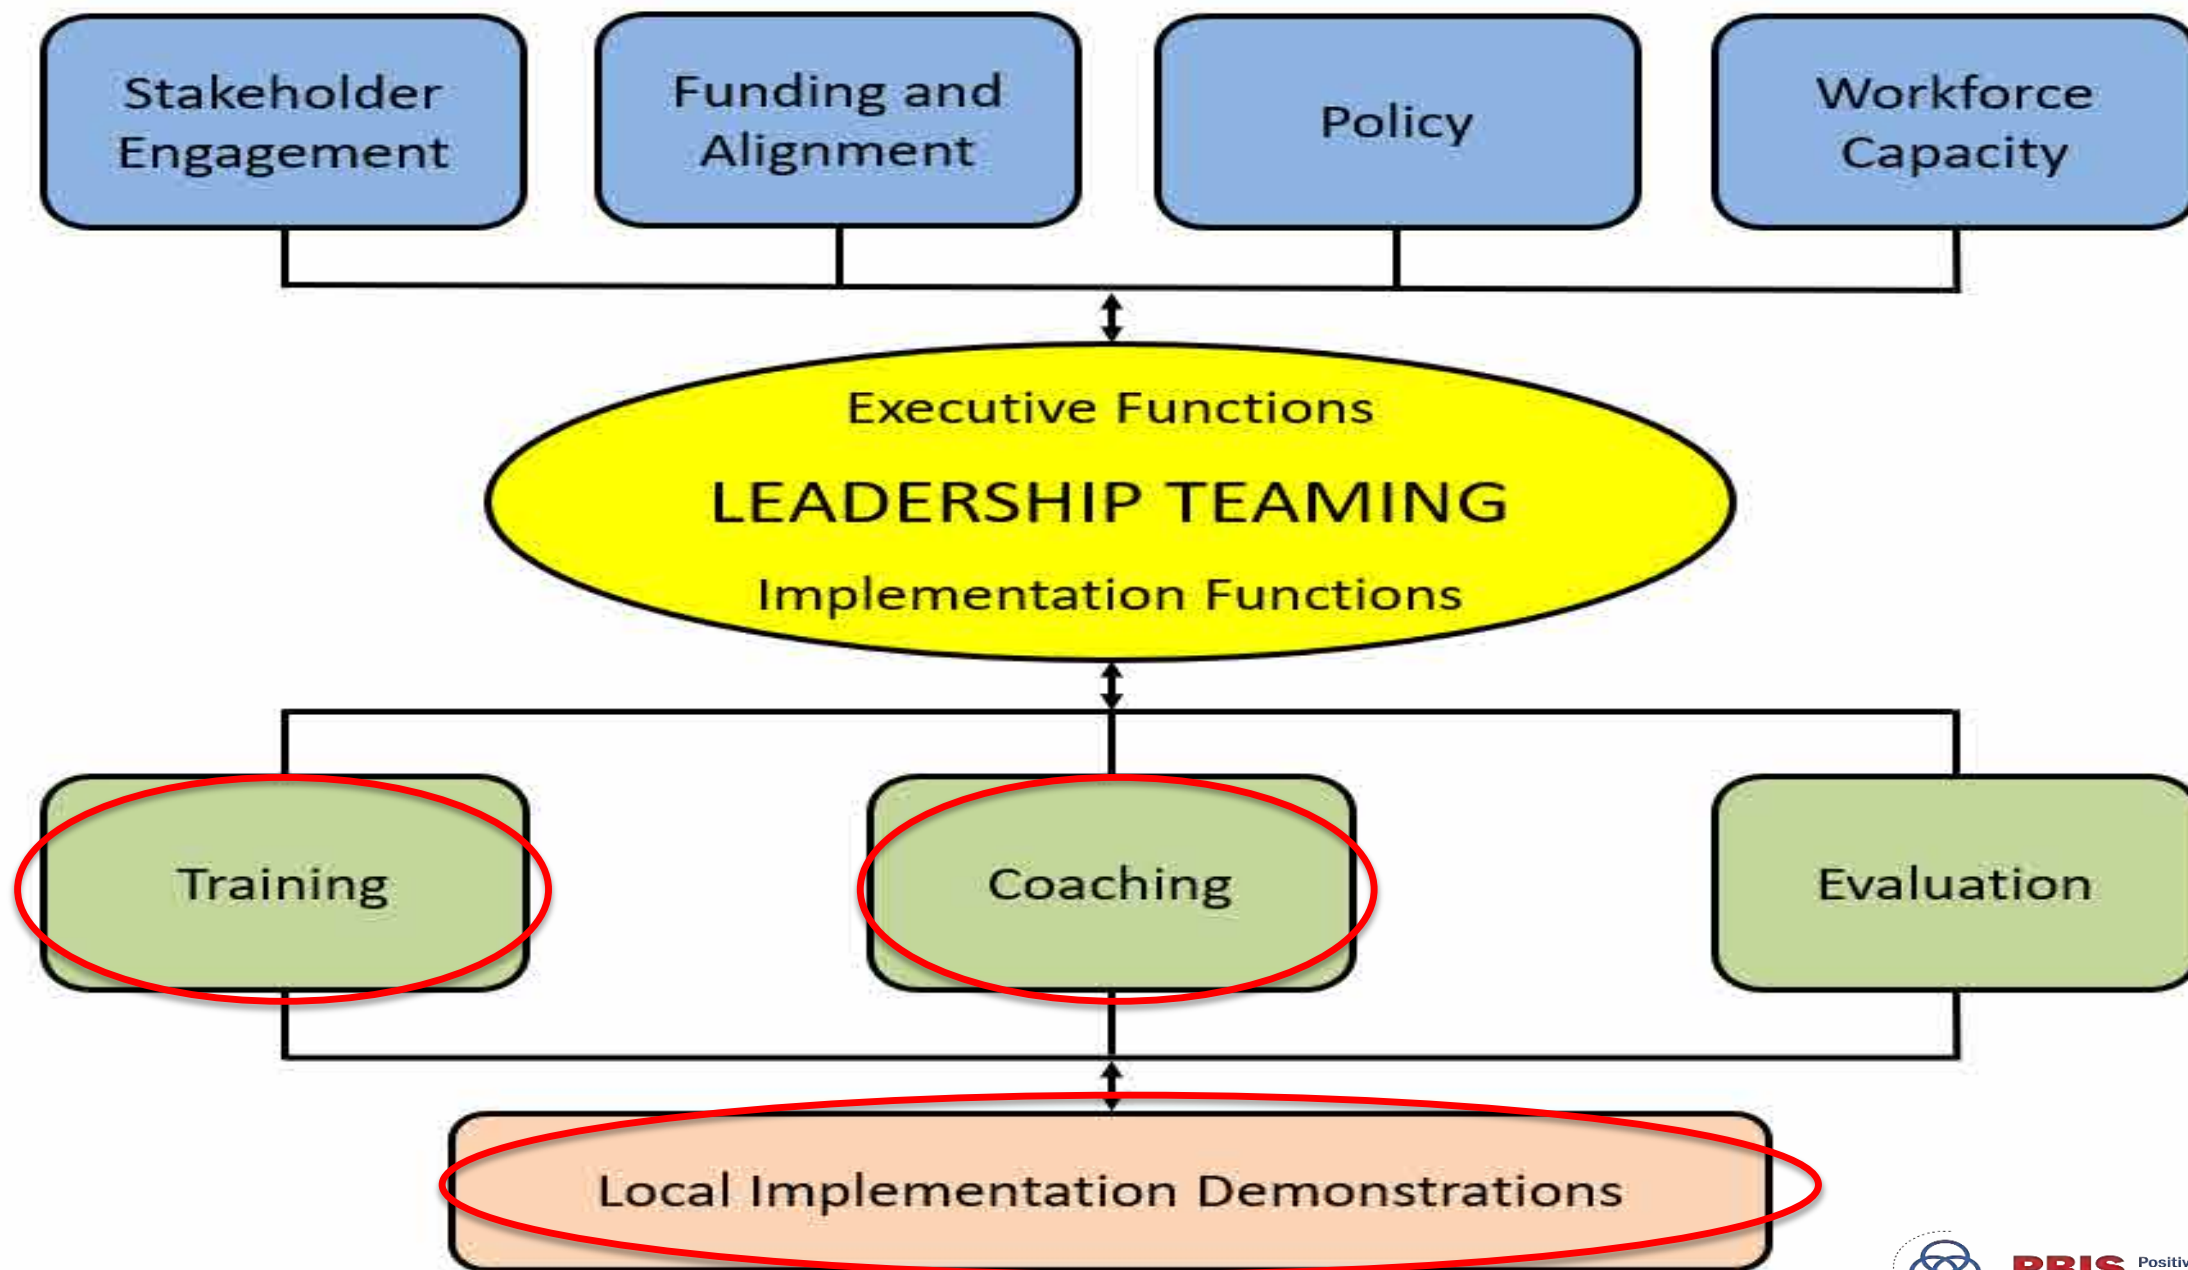 Stakeholder
Engagement
Funding and
Alignment
Policy
Workforce
Capacity
Executive Functions
LEADERSHIP TEAMING
Implementation Functions
Training
Coaching
Evaluation
Local Implementation Demonstrations
PBIS